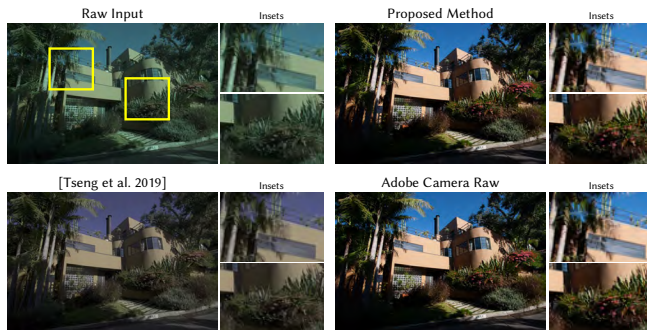 Raw Input
Insets
Proposed Method
Insets
[Tseng et al. 2019]
Insets
Adobe Camera Raw
Insets